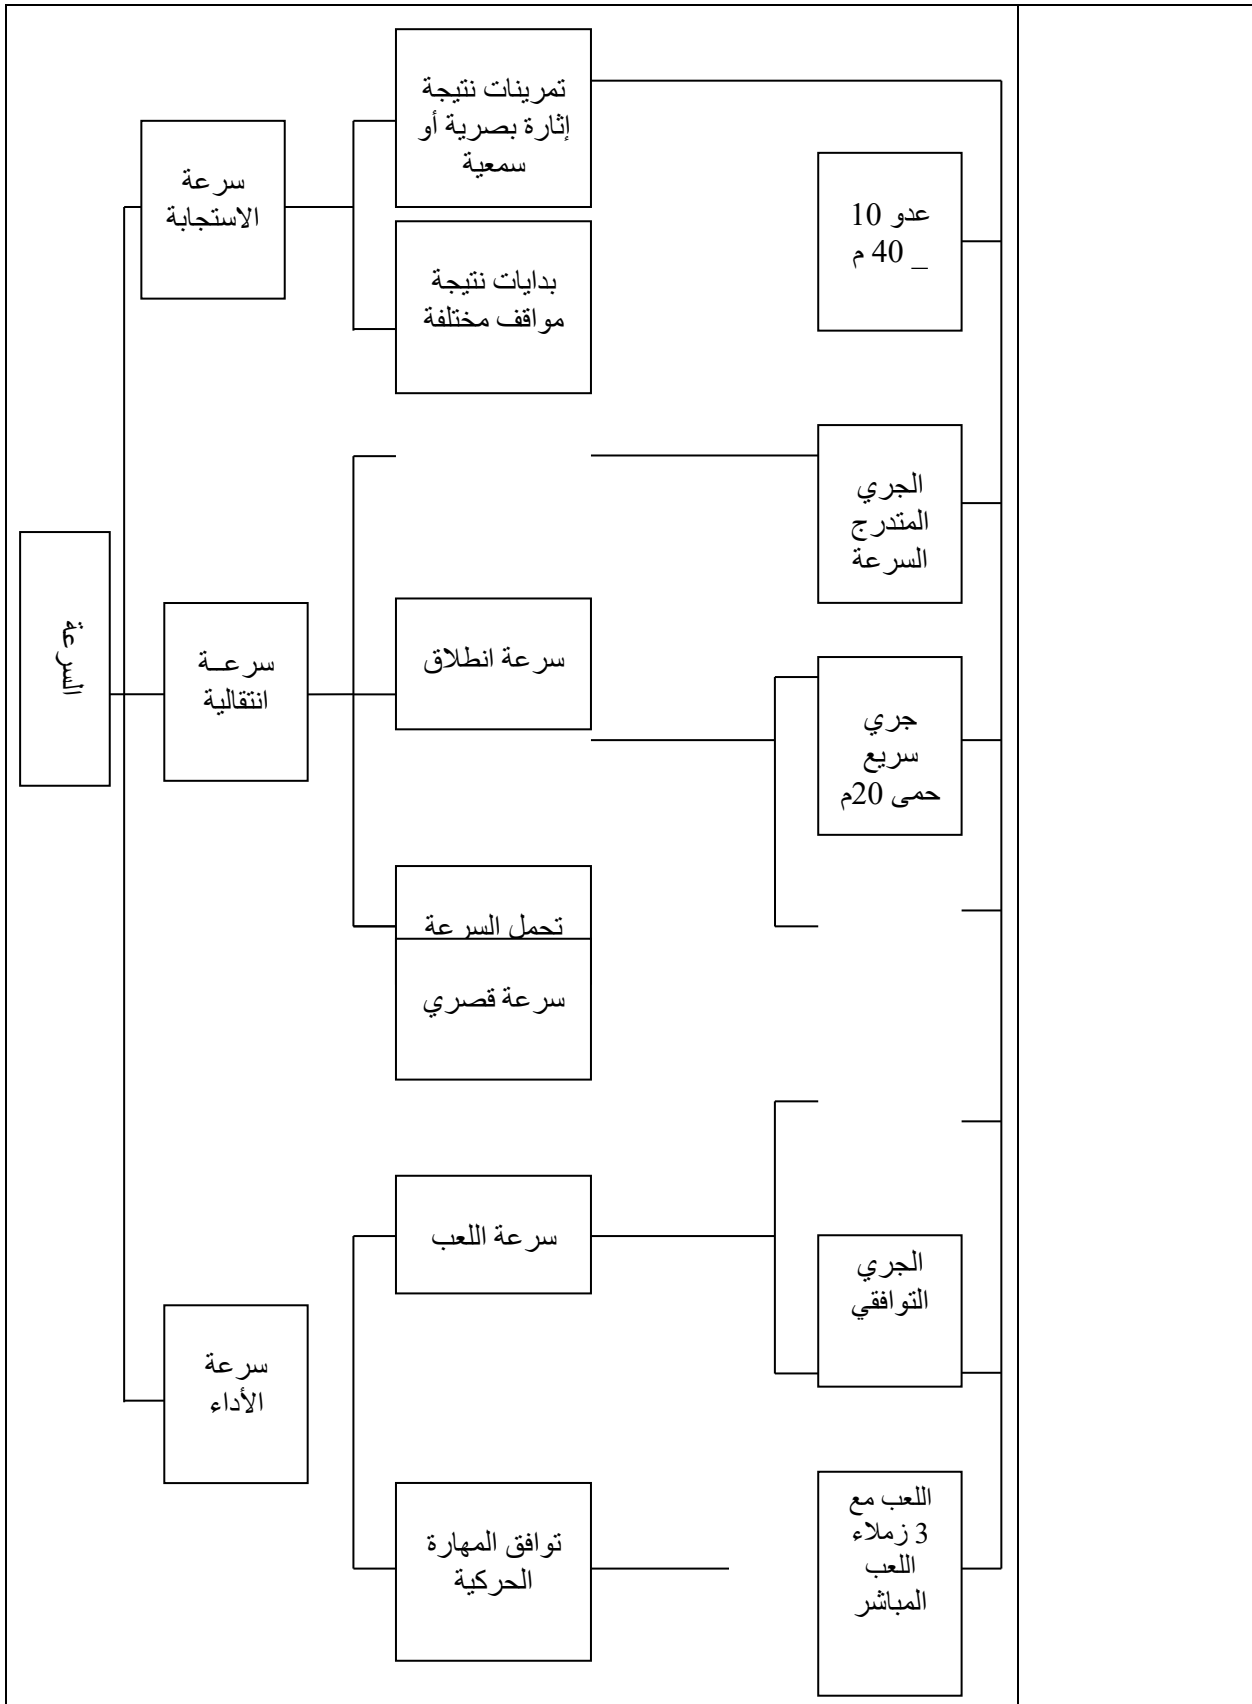 تمرينات نتيجة
إثارة بصرية أو
سمعية
سرعة
الاستجابة
عدو 10
_ 40 م
بدايات نتيجة
مواقف مختلفة
الجري
المتدرج
السرعة
السرعة
سرعــة
انتقالية
سرعة انطلاق
جري
سريع
حمى 20م
تحمل السرعة
سرعة قصري
سرعة اللعب
الجري
التوافقي
سرعة
الأداء
توافق المهارة
الحركية
اللعب مع
3 زملاء
اللعب
المباشر